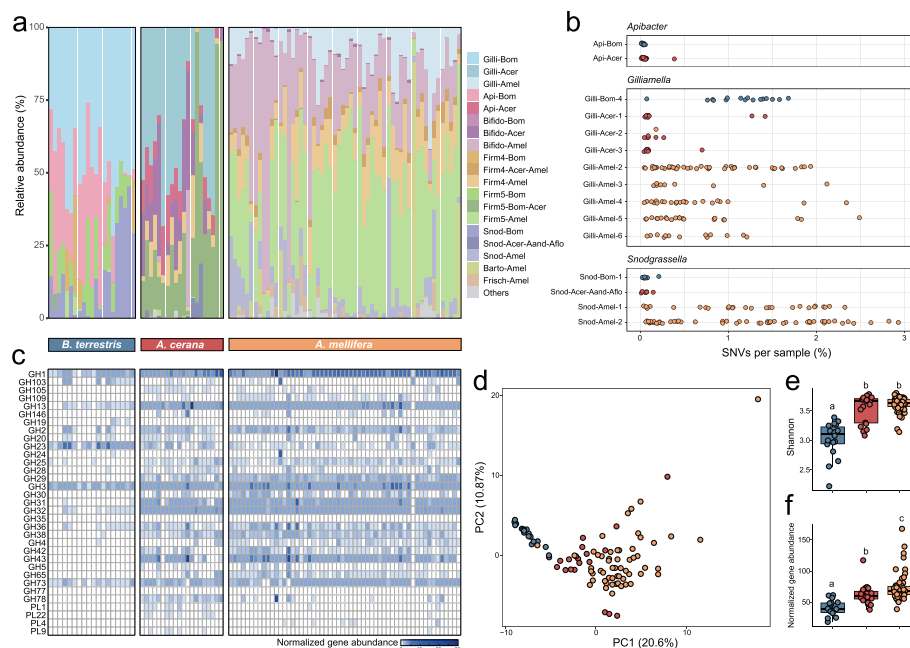 a
Relative abundance (%)
100
75
50
25
0
Gilli-Bom
Gilli-Acer
Gilli-Amel
Api-Bom
Api-Acer
Bifido-Bom
Bifido-Acer
Bifido-Amel
Firm4-Bom
Firm4-Acer-Amel
Firm4-Amel
Firm5-Bom
Firm5-Bom-Acer
Firm5-Amel
Snod-Bom
Snod-Acer-Aand-Aflo
Snod-Amel
Barto-Amel
Frisch-Amel
Others
b
Apibacter
Api-Bom
Api-Acer
Gilliamella
Gilli-Bom-4
Gilli-Acer-1
Gilli-Acer-2
Gilli-Acer-3
Gilli-Amel-2
Gilli-Amel-3
Gilli-Amel-4
Gilli-Amel-5
Gilli-Amel-6
Snodgrassella
Snod-Bom-1
Snod-Acer-Aand-Aflo
Snod-Amel-1
Snod-Amel-2
0 1 2 3
SNVs per sample (%)
B. terrestris
A. cerana
A. mellifera
c
GH1
GH103
GH105
GH109
GH13
GH146
GH19
GH2
GH20
GH23
GH24
GH25
GH28
GH29
GH3
GH30
GH31
GH32
GH35
GH36
GH38
GH4
GH42
GH43
GH5
GH65
GH73
GH77
GH78
PL1
PL22
PL4
PL9
Normalized gene abundance
d
PC2 (10.87%)
20
10
0
−10 0 10
PC1 (20.6%)
e
Shannon
3.5
3.0
2.5
a b b
f
Normalized gene abundance
150
100
50
a b c